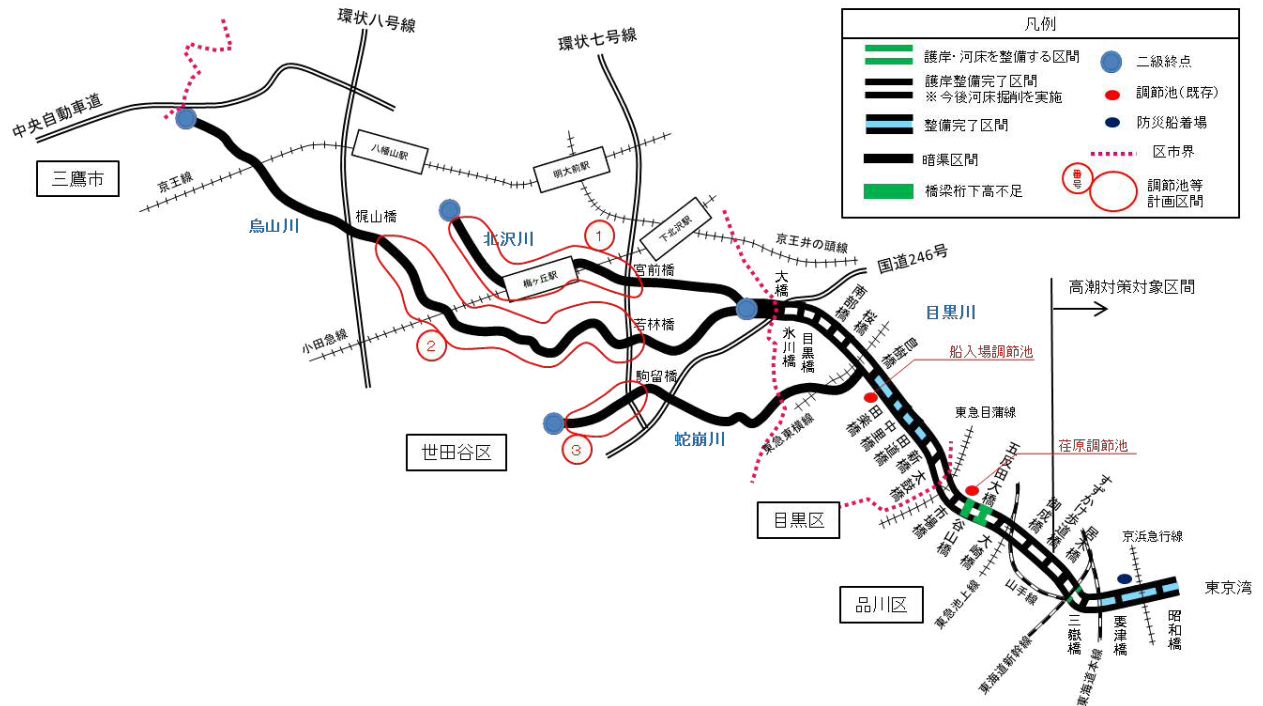 環状八号線
環状七号線
中央自動車道
三鷹市
京王線
八幡山駅
明大前駅
烏山川
梶山橋
北沢川
①
下北沢駅
京王井の頭線
梅ヶ丘駅
宮前橋
国道246号
大橋
小田急線
②
若林橋
氷川橋
目黒橋
南部橋
桜橋
目黒川
高潮対策対象区間
船入場調節池
駒留橋
③
世田谷区
蛇崩川
東急東横線
田楽橋
中里橋
田道橋
新橋
太鼓橋
東急目蒲線
荏原調節池
目黒区
市場橋
谷山橋
五反田大橋
大崎橋
御成橋
すずかけ歩道橋
居木橋
京浜急行線
東京湾
品川区
東急池上線
山手線
東海道新幹線
三嶽橋
東海道本線
要津橋
昭和橋
凡例
護岸・河床を整備する区間
護岸整備完了区間
※今後河床掘削を実施
整備完了区間
暗渠区間
橋梁桁下高不足
二級終点
調節池(既存)
防災船着場
区市界
番号
調節池等
計画区間